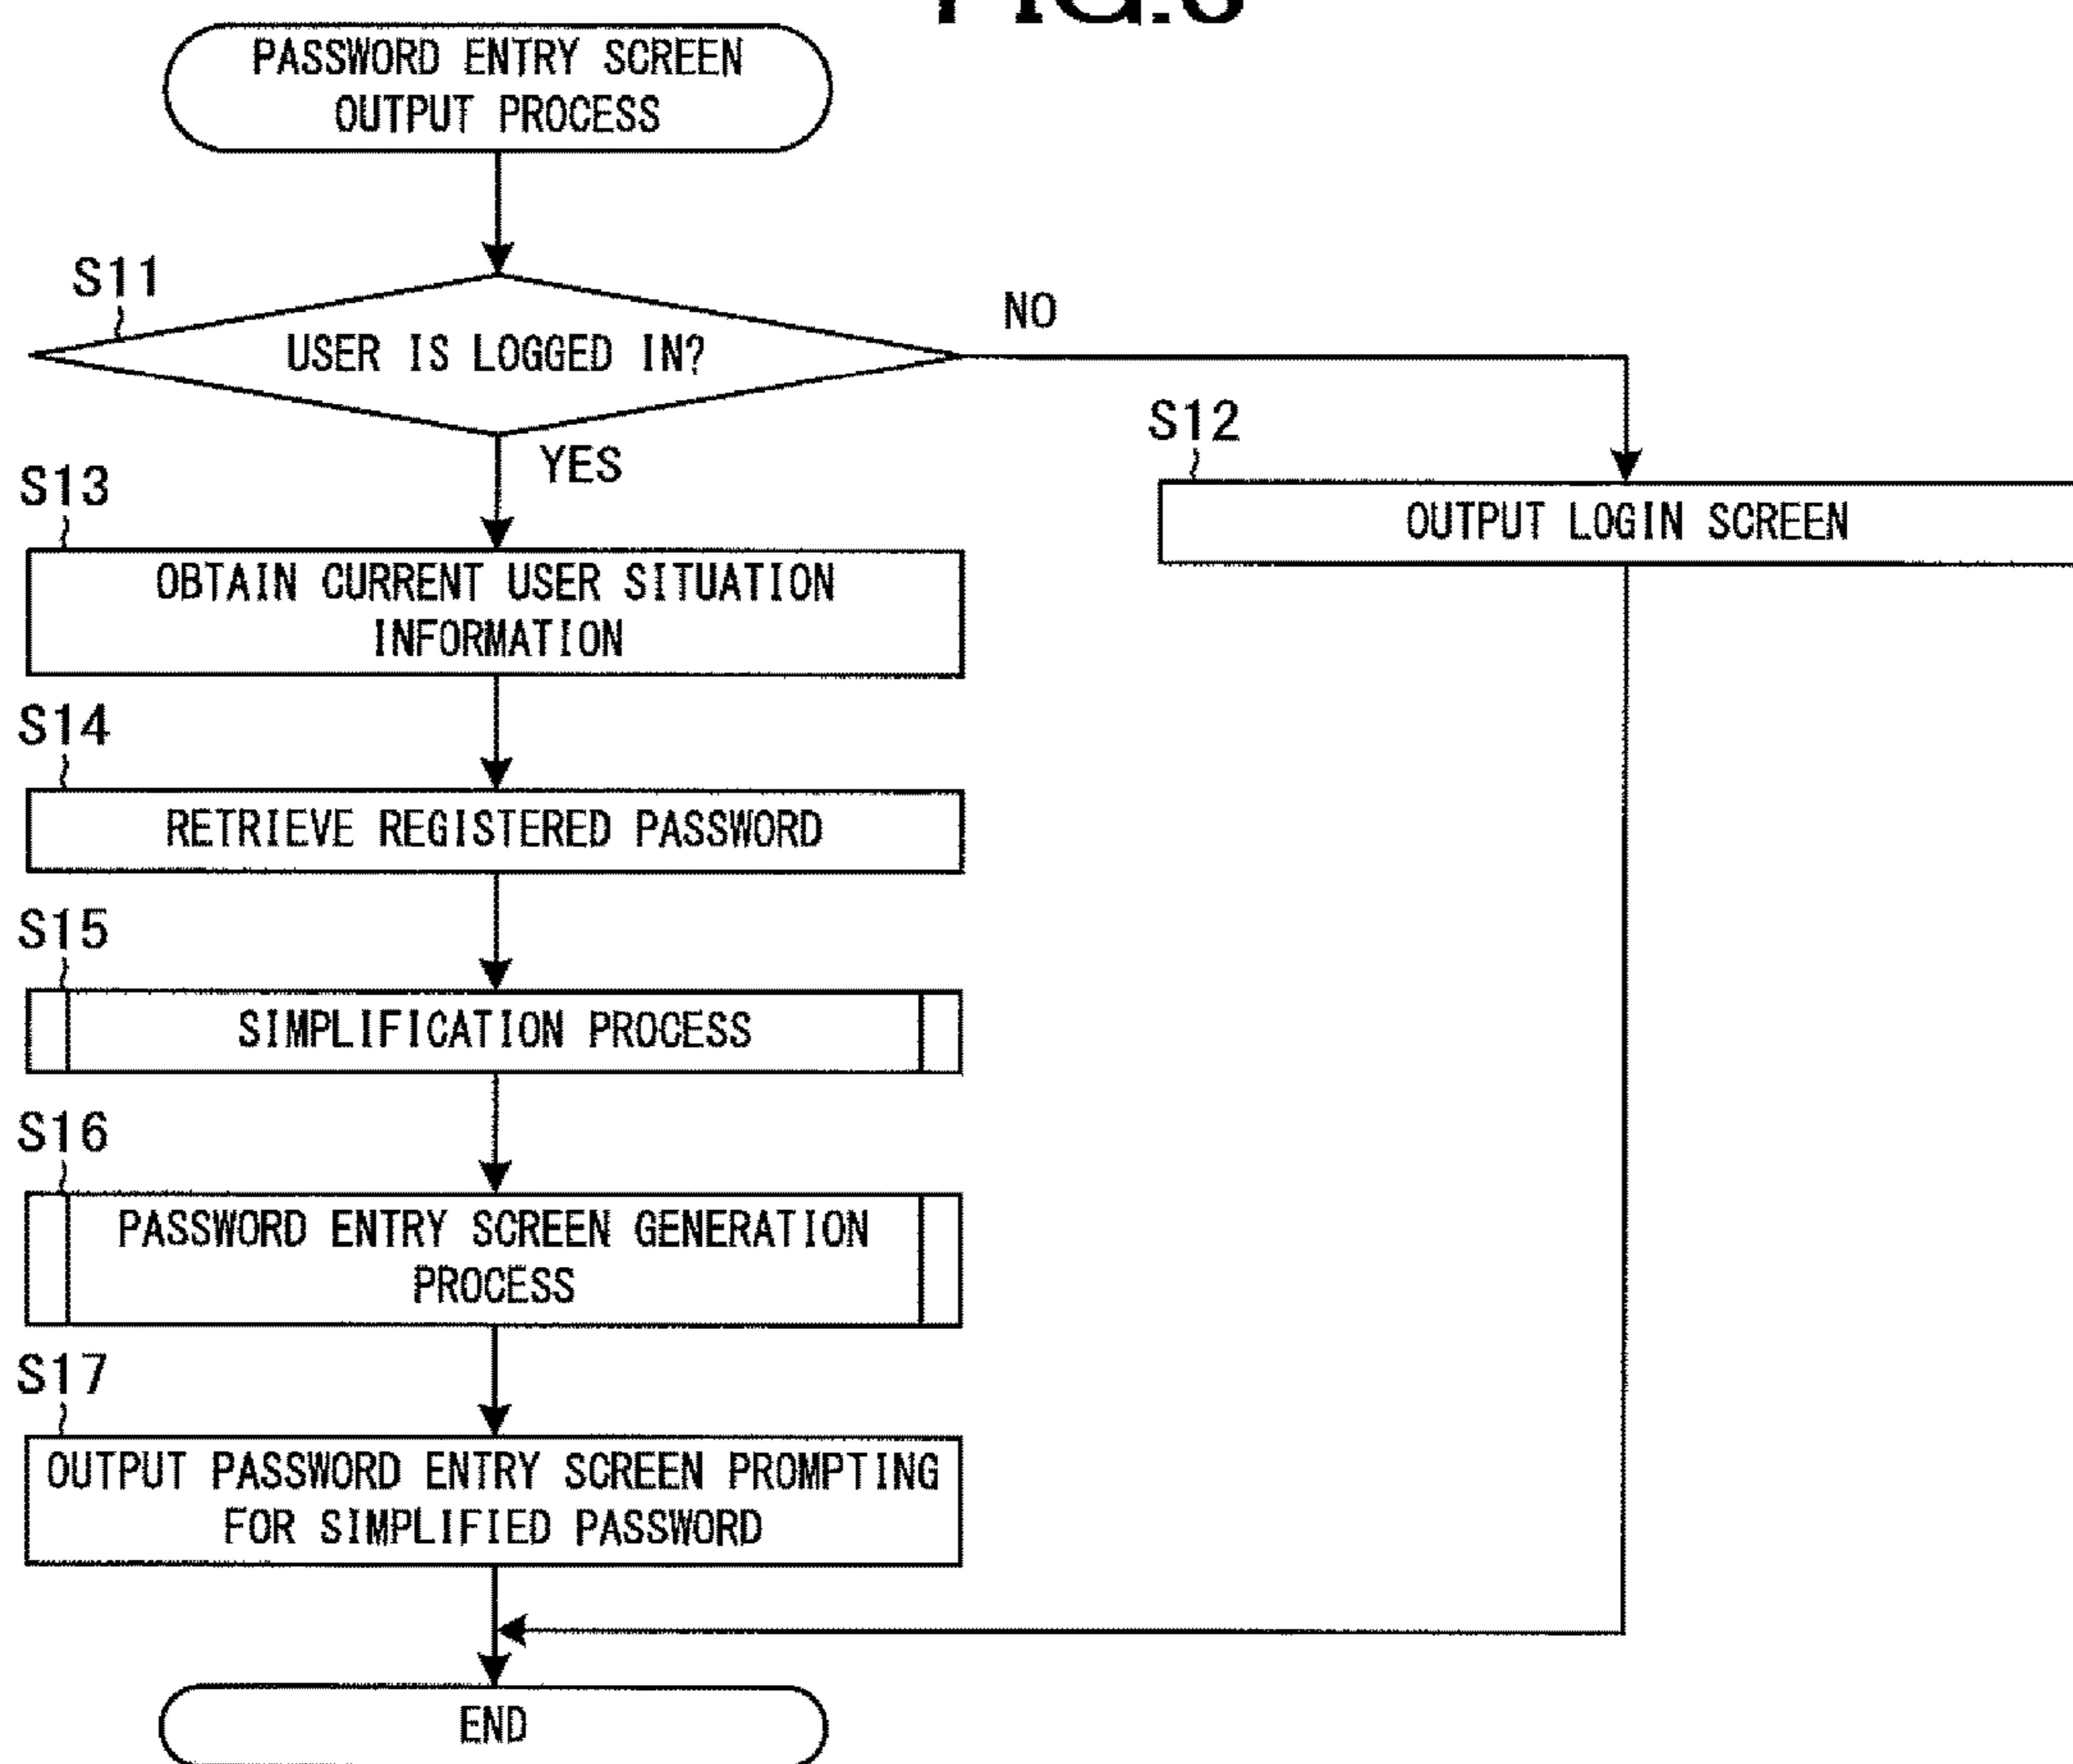 PASSWORD ENTRY SCREEN
OUTPUT PROCESS
S11
USER IS LOGGED IN?
NO
YES
S12
OUTPUT LOGIN SCREEN
S13
OBTAIN CURRENT USER SITUATION
INFORMATION
S14
RETRIEVE REGISTERED PASSWORD
S15
SIMPLIFICATION PROCESS
S16
PASSWORD ENTRY SCREEN GENERATION
PROCESS
S17
OUTPUT PASSWORD ENTRY SCREEN PROMPTING
FOR SIMPLIFIED PASSWORD
END